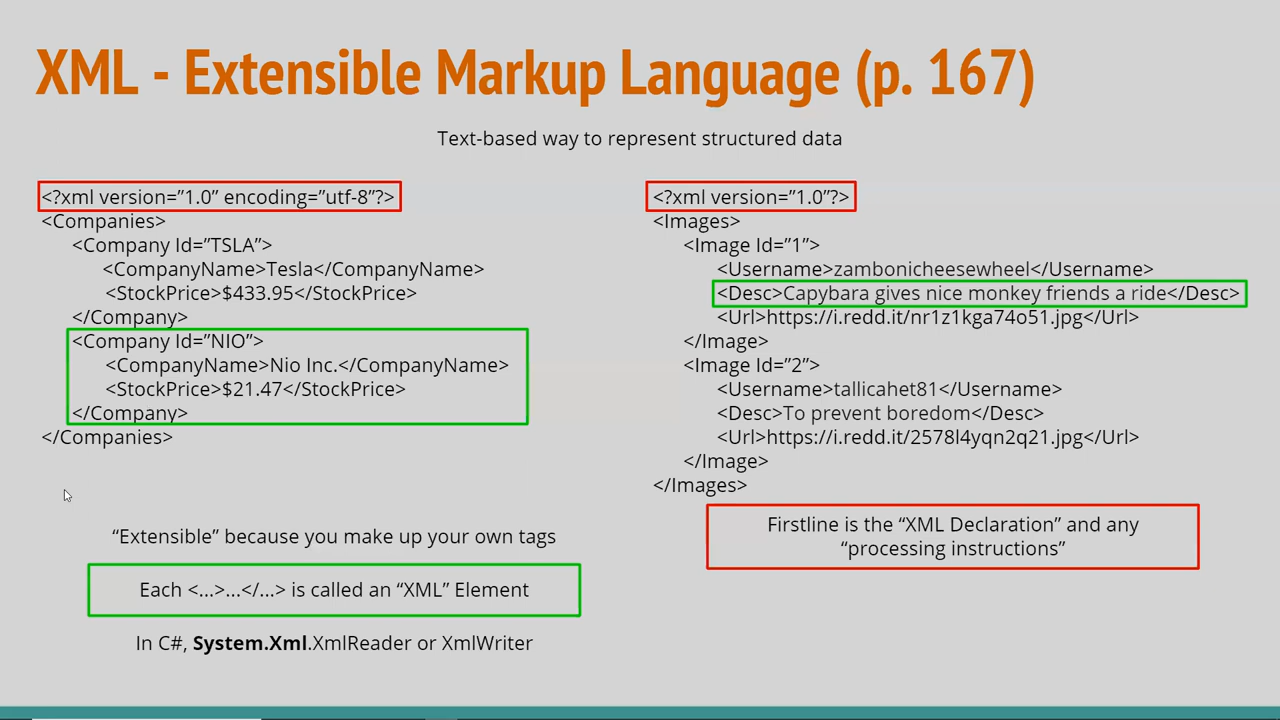 XML - Extensible Markup Language (p. 167)
Text-based way to represent structured data
<?xml version=”1.0” encoding=”utf-8”?>
<Companies>
<Company Id=”TSLA”>
<CompanyName>Tesla</CompanyName>
<StockPrice>$433.95</StockPrice>
</Company>
<Company Id=”NIO”>
<CompanyName>Nio Inc.</CompanyName>
<StockPrice>$21.47</StockPrice>
</Company>
</Companies>
“Extensible” because you make up your own tags
Each <...>...</...> is called an “XML” Element
In C#, System.Xml.XmlReader or XmlWriter
<?xml version=”1.0”?>
<Images>
<Image Id=”1”>
<Username>zambonicheesewheel</Username>
<Desc>Capybara gives nice monkey friends a ride</Desc>
<Url>https://i.redd.it/nr1z1kga74o51.jpg</Url>
</Image>
<Image Id=”2”>
<Username>tallicahet81</Username>
<Desc>To prevent boredom</Desc>
<Url>https://i.redd.it/2578l4yqn2q21.jpg</Url>
</Image>
</Images>
Firstline is the “XML Declaration” and any
“processing instructions”